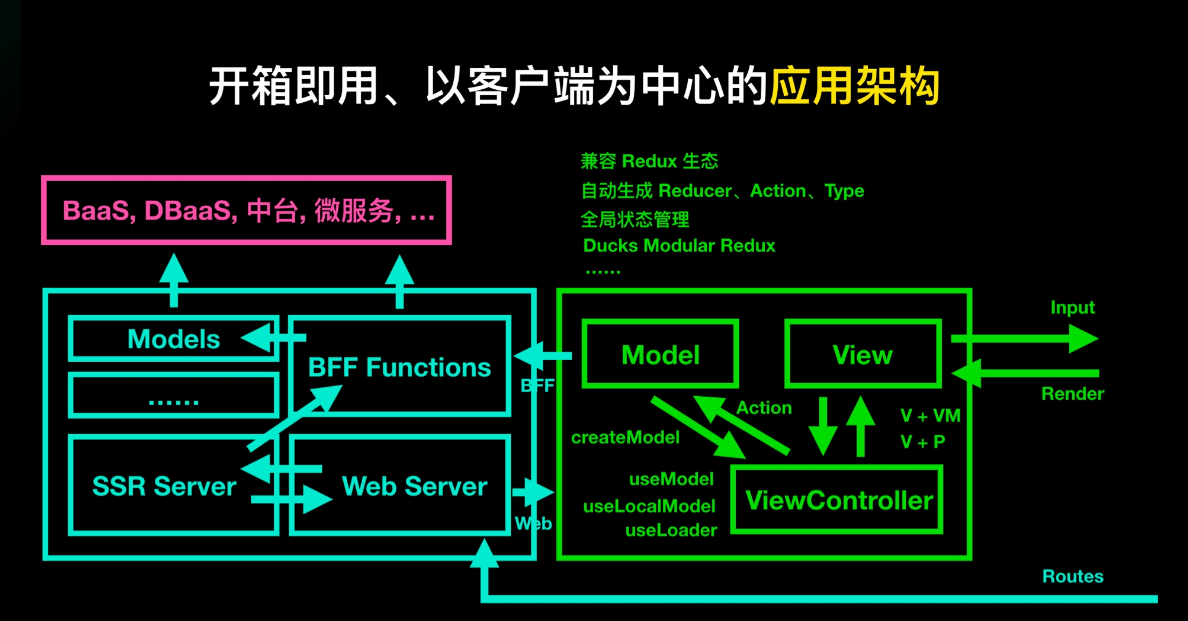 开箱即用、以客户端为中心的应用架构
兼容 Redux 生态
自动生成 Reducer、Action、Type
全局状态管理
Ducks Modular Redux
......
BaaS, DBaaS, 中台, 微服务, ...
Models
......
BFF Functions
SSR Server
Web Server
BFF
Web
Model
View
Action
createModel
V + VM
V + P
useModel
useLocalModel
useLoader
ViewController
Input
Render
Routes